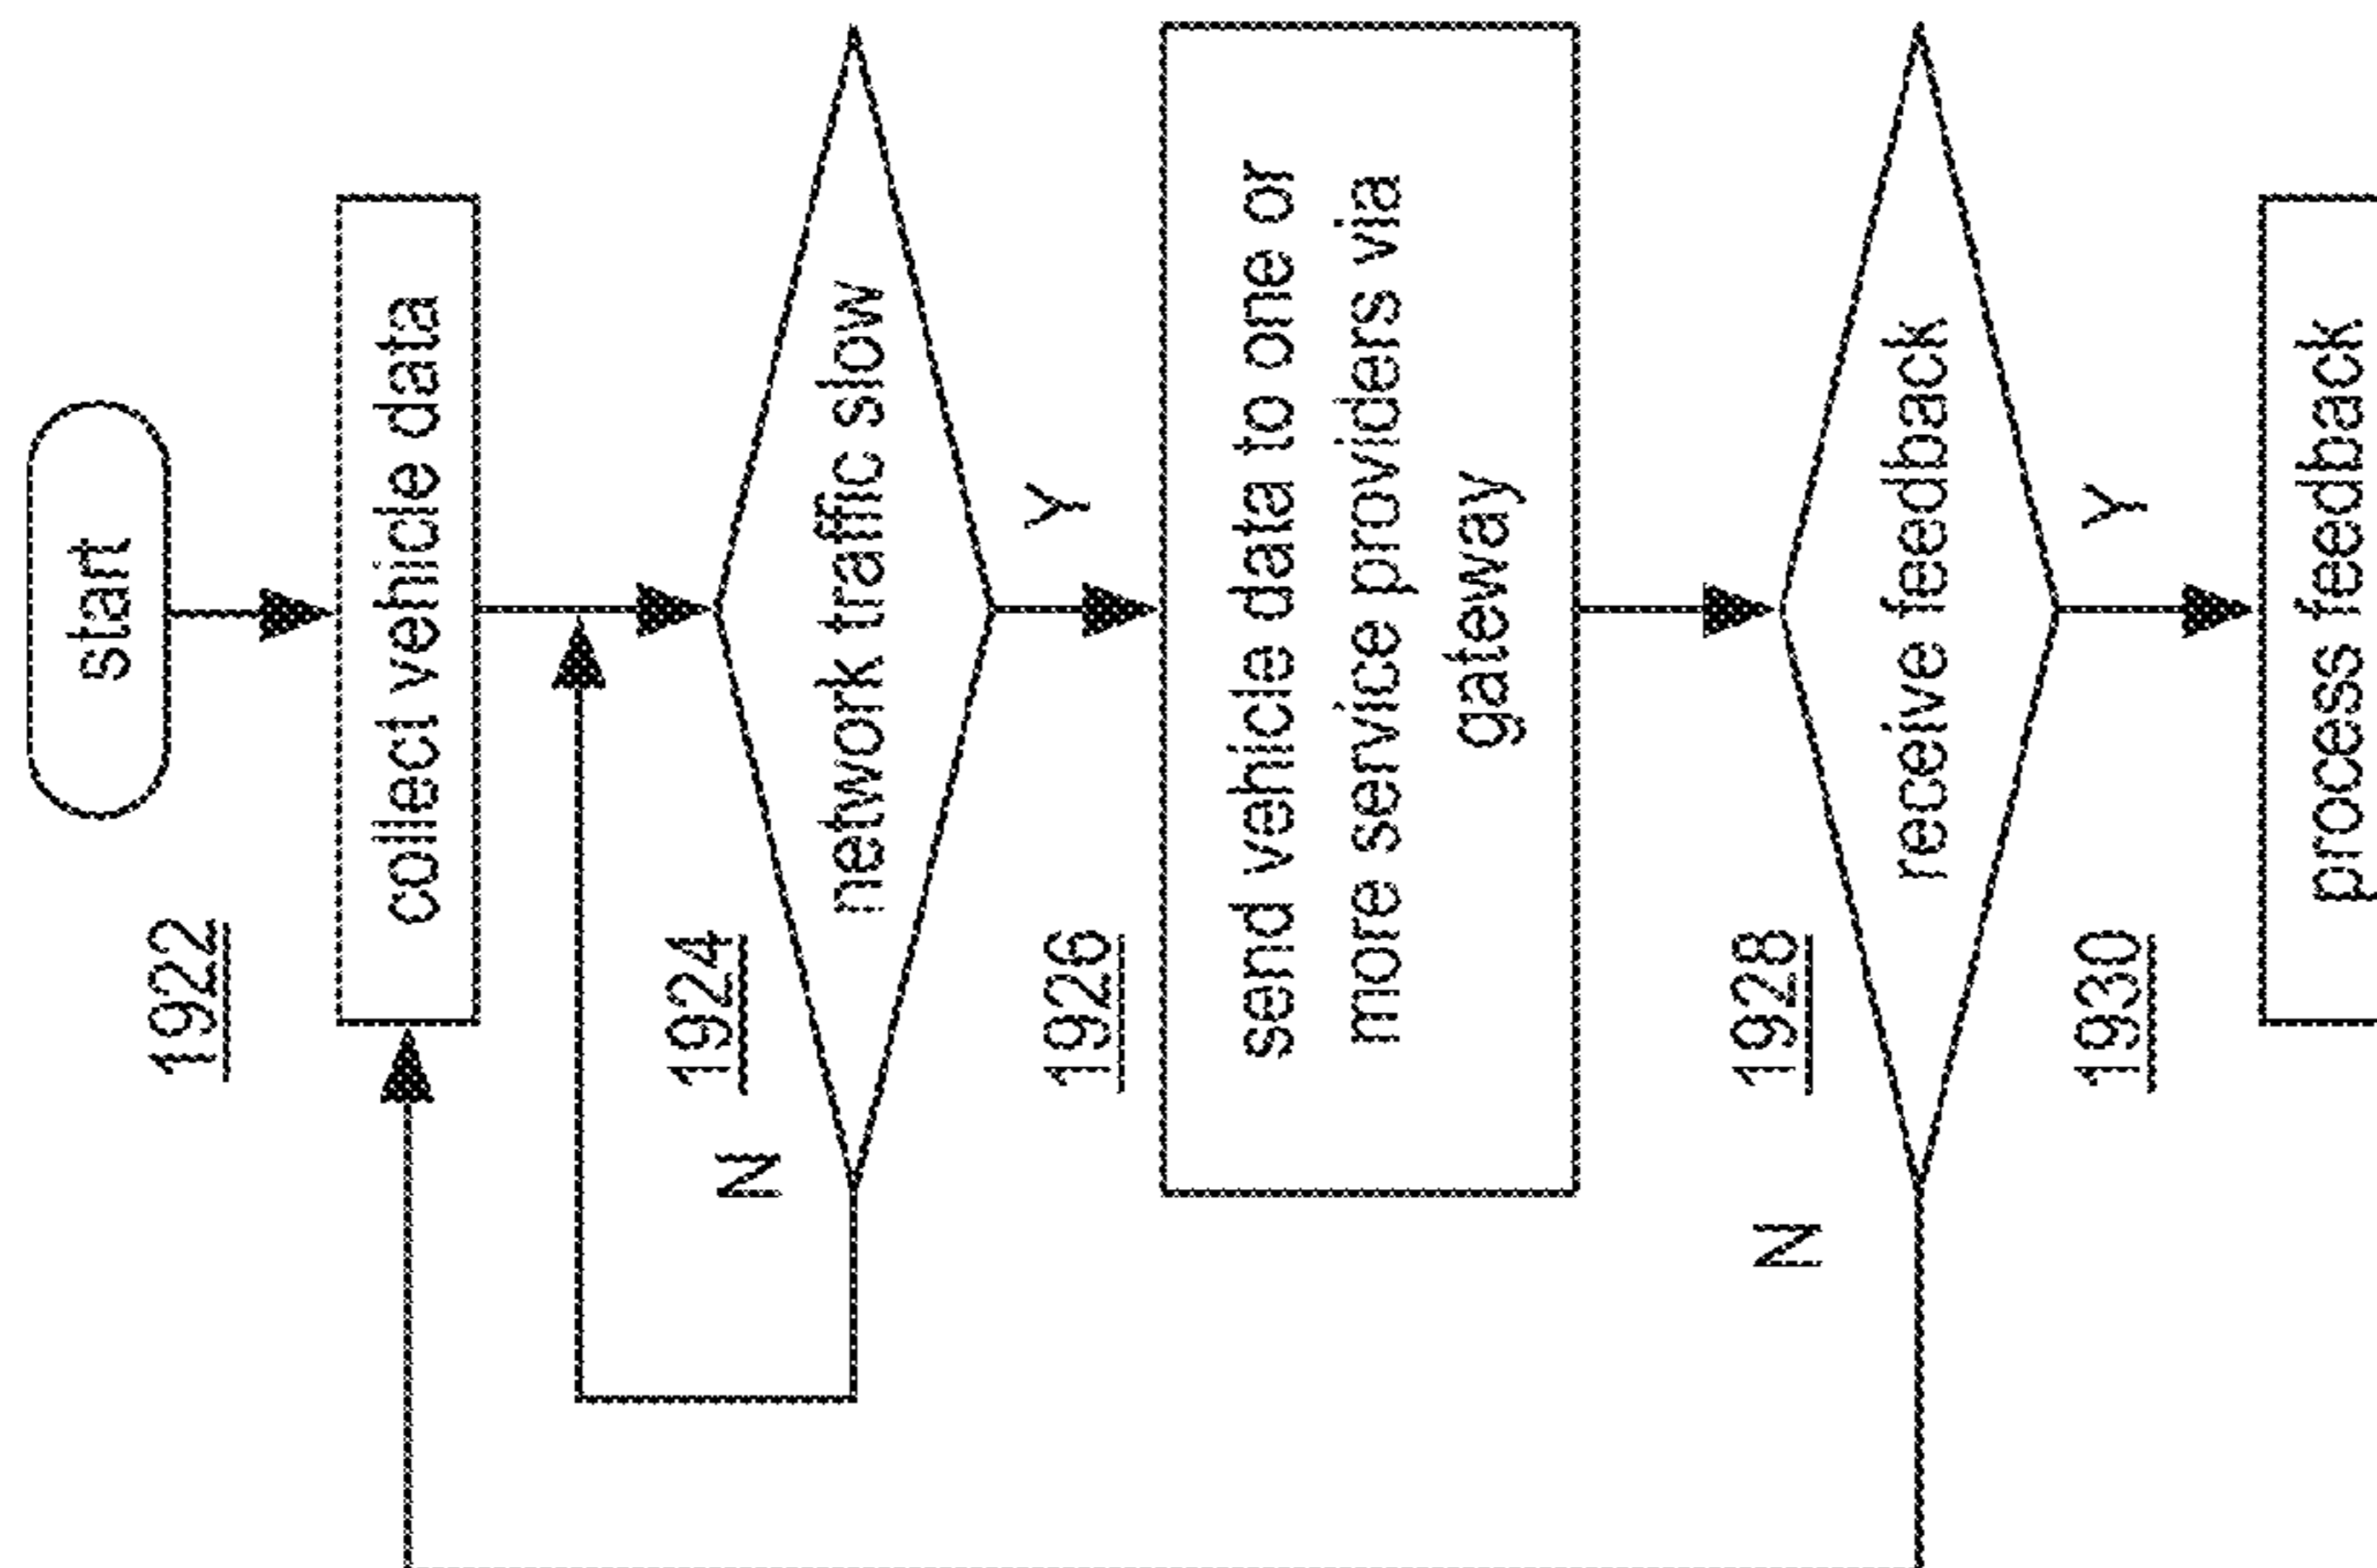 start
1922
collect vehicle data
1924
network traffic slow
N
Y
1926
send vehicle data to one or
more service providers via
gateway
1928
receive feedback
N
Y
1930
process feedback